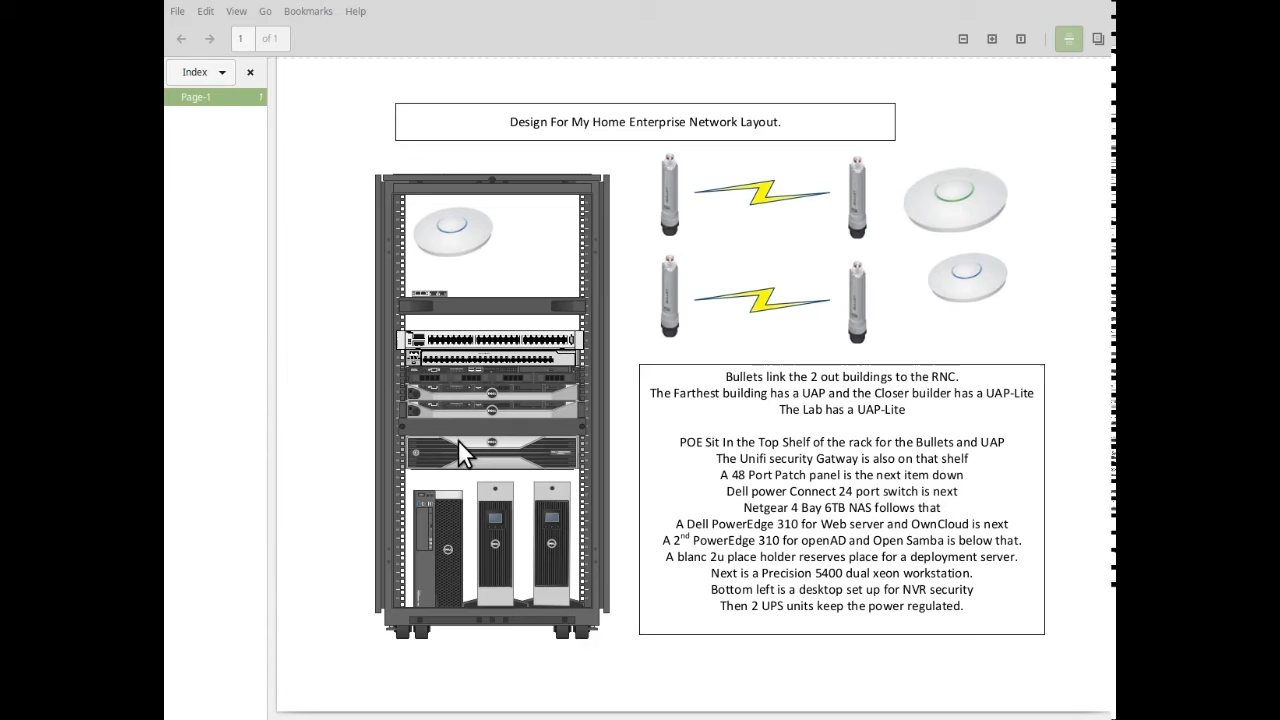 File Edit View Go Bookmarks Help
1 of 1
Index
Page-1 1
Design For My Home Enterprise Network Layout.
Bullets link the 2 out buildings to the RNC.
The Farthest building has a UAP and the Closer builder has a UAP-Lite
The Lab has a UAP-Lite
POE Sit In the Top Shelf of the rack for the Bullets and UAP
The Unifi security Gatway is also on that shelf
A 48 Port Patch panel is the next item down
Dell power Connect 24 port switch is next
Netgear 4 Bay 6TB NAS follows that
A Dell PowerEdge 310 for Web server and OwnCloud is next
A 2nd PowerEdge 310 for openAD and Open Samba is below that.
A blanc 2u place holder reserves place for a deployment server.
Next is a Precision 5400 dual xeon workstation.
Bottom left is a desktop set up for NVR security
Then 2 UPS units keep the power regulated.